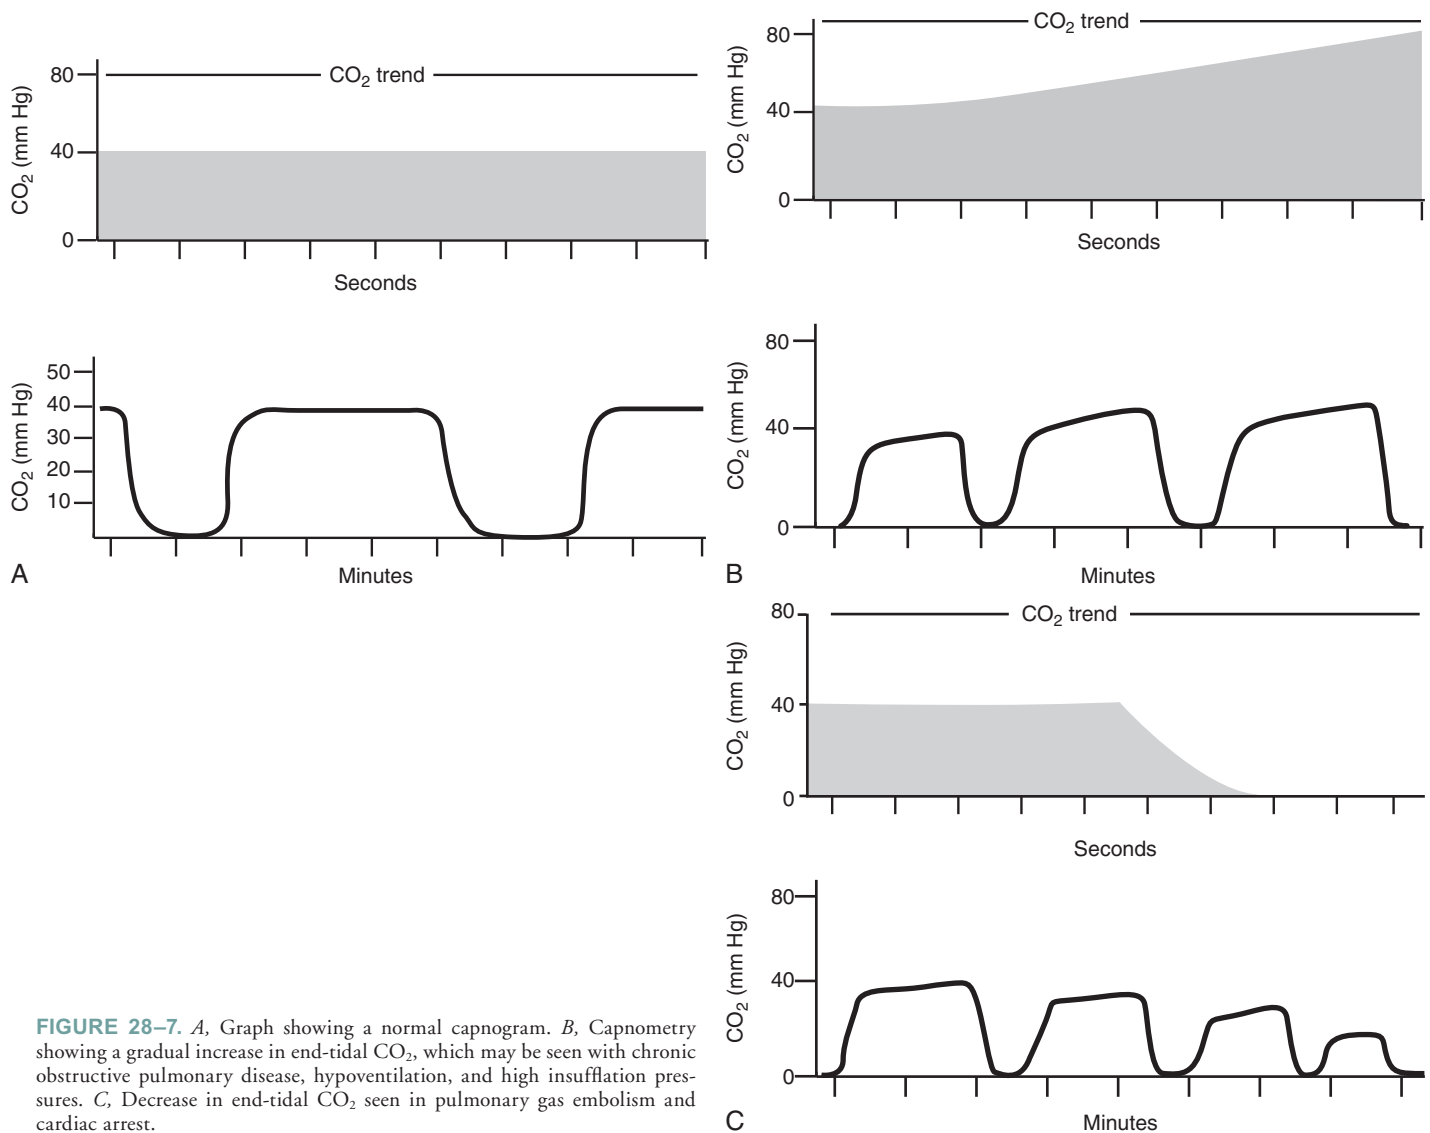 CO2 trend
80
40
0
CO2 (mm Hg)
Seconds
50
40
30
20
10
CO2 (mm Hg)
Minutes
A
CO2 trend
80
40
0
CO2 (mm Hg)
Seconds
80
40
0
CO2 (mm Hg)
Minutes
B
CO2 trend
80
40
0
CO2 (mm Hg)
Seconds
80
40
0
CO2 (mm Hg)
Minutes
C
FIGURE 28–7. A, Graph showing a normal capnogram. B, Capnometry
showing a gradual increase in end-tidal CO2, which may be seen with chronic
obstructive pulmonary disease, hypoventilation, and high insufflation pres-
sures. C, Decrease in end-tidal CO2 seen in pulmonary gas embolism and
cardiac arrest.